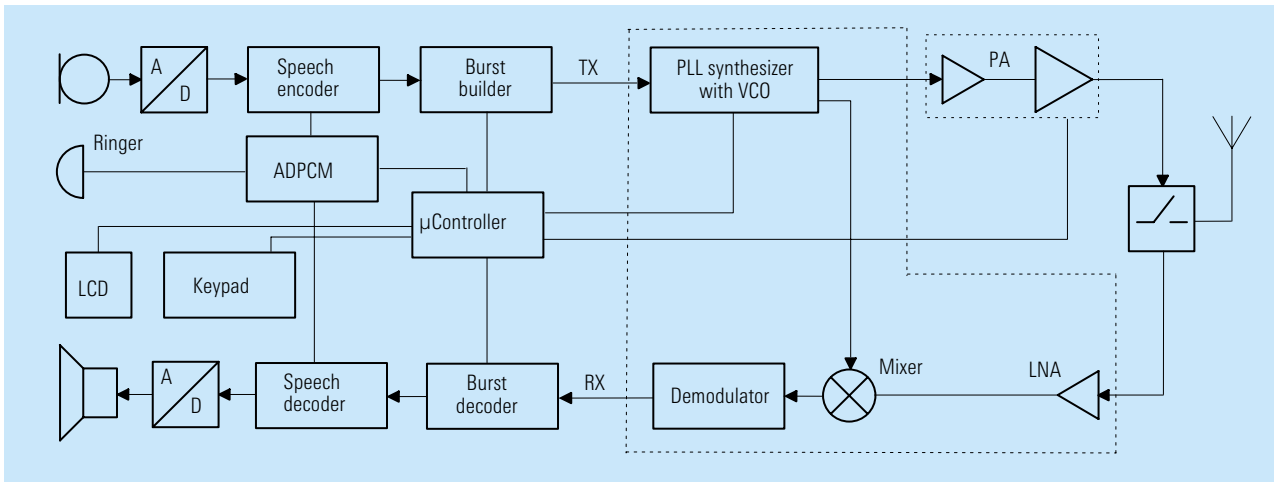 A
D
Speech
encoder
Burst
builder
TX
PLL synthesizer
with VCO
PA
Ringer
ADPCM
µController
LCD
Keypad
A
D
Speech
decoder
Burst
decoder
RX
Demodulator
Mixer
LNA